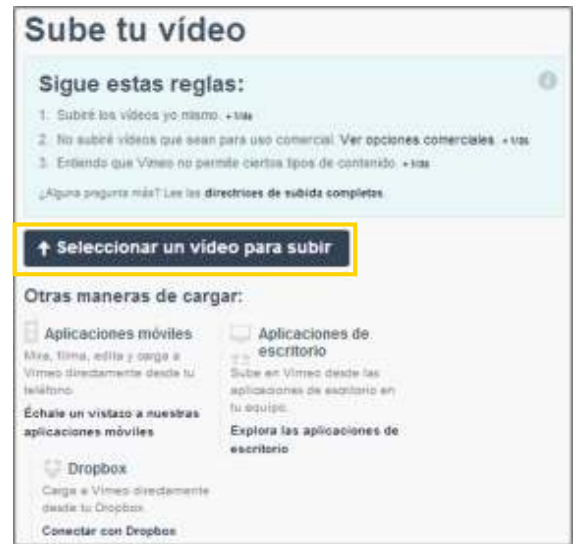 Sube tu vídeo
Sigue estas reglas:
1. Subiré los vídeos yo mismo. + Más
2. No subiré vídeos que sean para uso comercial. Ver opciones comerciales. + Más
3. Entiendo que Vimeo no permite ciertos tipos de contenido. + Más
¿Alguna pregunta más? Lee las directrices de subida completas.
Seleccionar un vídeo para subir
Otras maneras de cargar:
Aplicaciones móviles
Mira, filma, edita y carga a
Vimeo directamente desde tu
teléfono.
Échale un vistazo a nuestras
aplicaciones móviles
Aplicaciones de
escritorio
Sube en Vimeo desde las
aplicaciones de escritorio en
tu equipo.
Explora las aplicaciones de
escritorio
Dropbox
Carga a Vimeo directamente
desde tu Dropbox.
Conectar con Dropbox